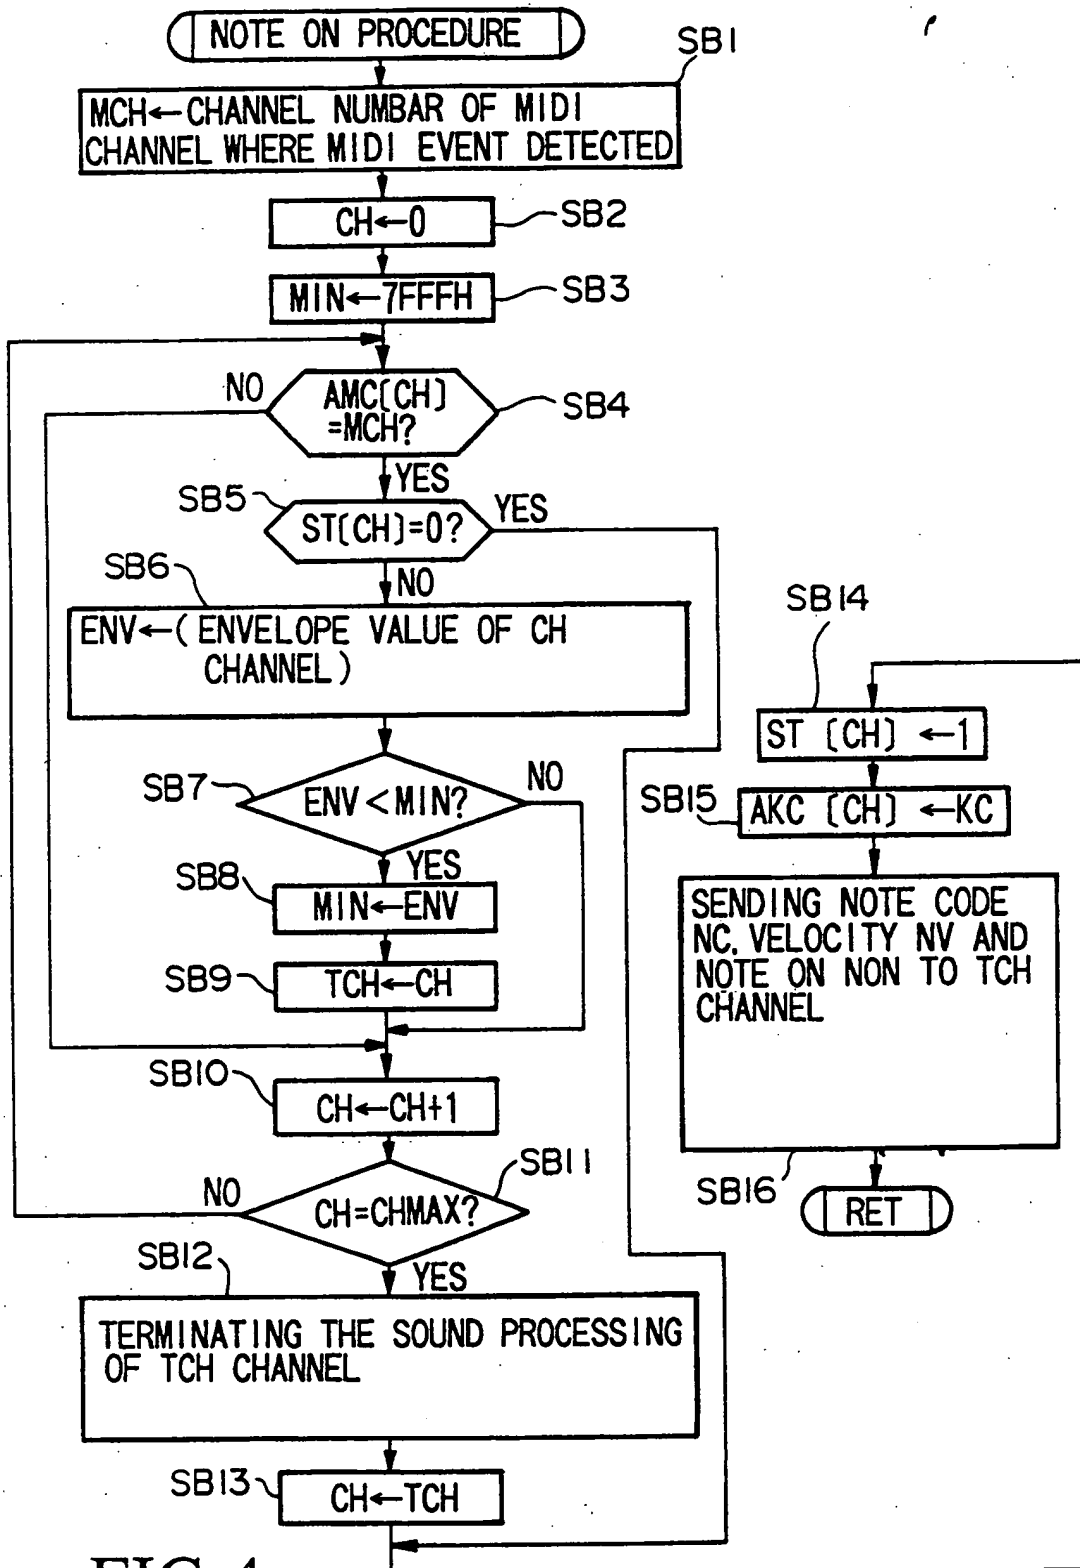 NOTE ON PROCEDURE
SB1
MCH←CHANNEL NUMBAR OF MIDI
CHANNEL WHERE MIDI EVENT DETECTED
CH←0
SB2
MIN←7FFFH
SB3
NO
AMC[CH]
=MCH?
SB4
YES
SB5
ST[CH]=0?
YES
NO
SB6
ENV←(ENVELOPE VALUE OF CH
CHANNEL)
SB7
ENV<MIN?
NO
YES
SB8
MIN←ENV
SB9
TCH←CH
SB10
CH←CH+1
SB11
NO
CH=CHMAX?
YES
SB12
TERMINATING THE SOUND PROCESSING
OF TCH CHANNEL
SB13
CH←TCH
SB14
ST [CH] ←1
SB15
AKC [CH] ←KC
SENDING NOTE CODE
NC, VELOCITY NV AND
NOTE ON NON TO TCH
CHANNEL
SB16
RET